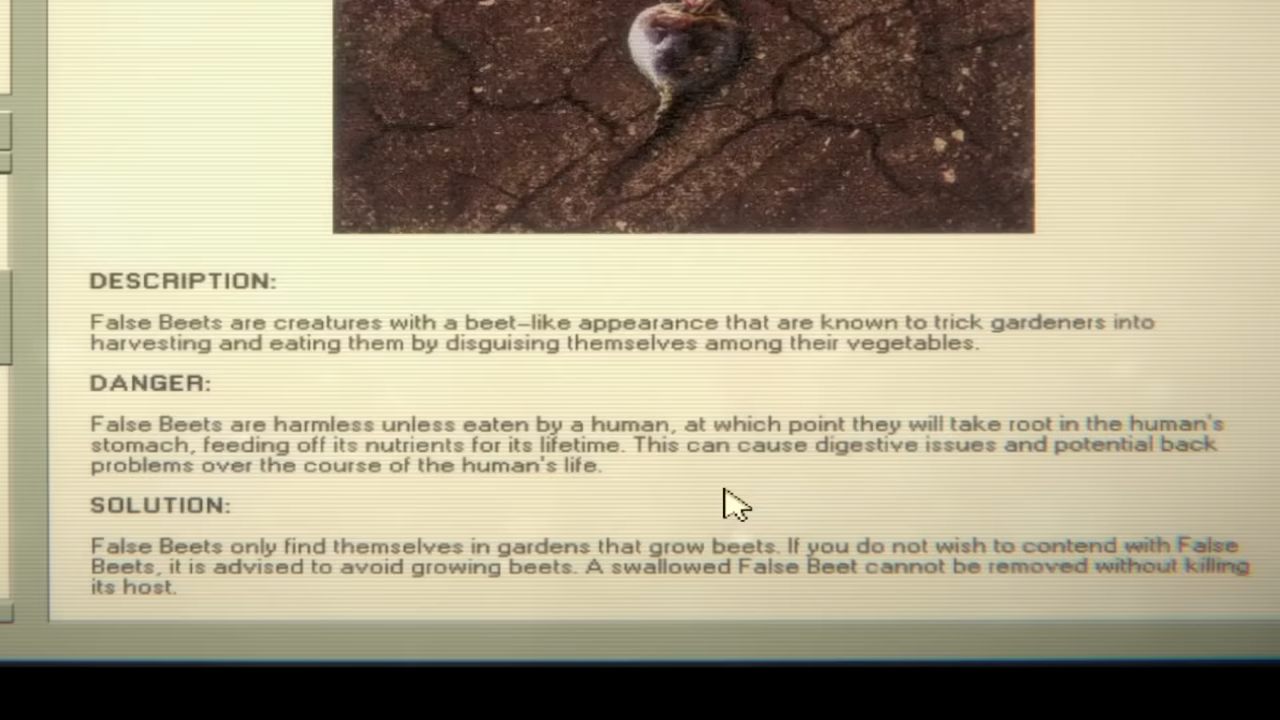 DESCRIPTION:
False Beets are creatures with a beet-like appearance that are known to trick gardeners into
harvesting and eating them by disguising themselves among their vegetables.
DANGER:
False Beets are harmless unless eaten by a human, at which point they will take root in the human's
stomach, feeding off its nutrients for its lifetime. This can cause digestive issues and potential back
problems over the course of the human's life.
SOLUTION:
False Beets only find themselves in gardens that grow beets. If you do not wish to contend with False
Beets, it is advised to avoid growing beets. A swallowed False Beet cannot be removed without killing
its host.